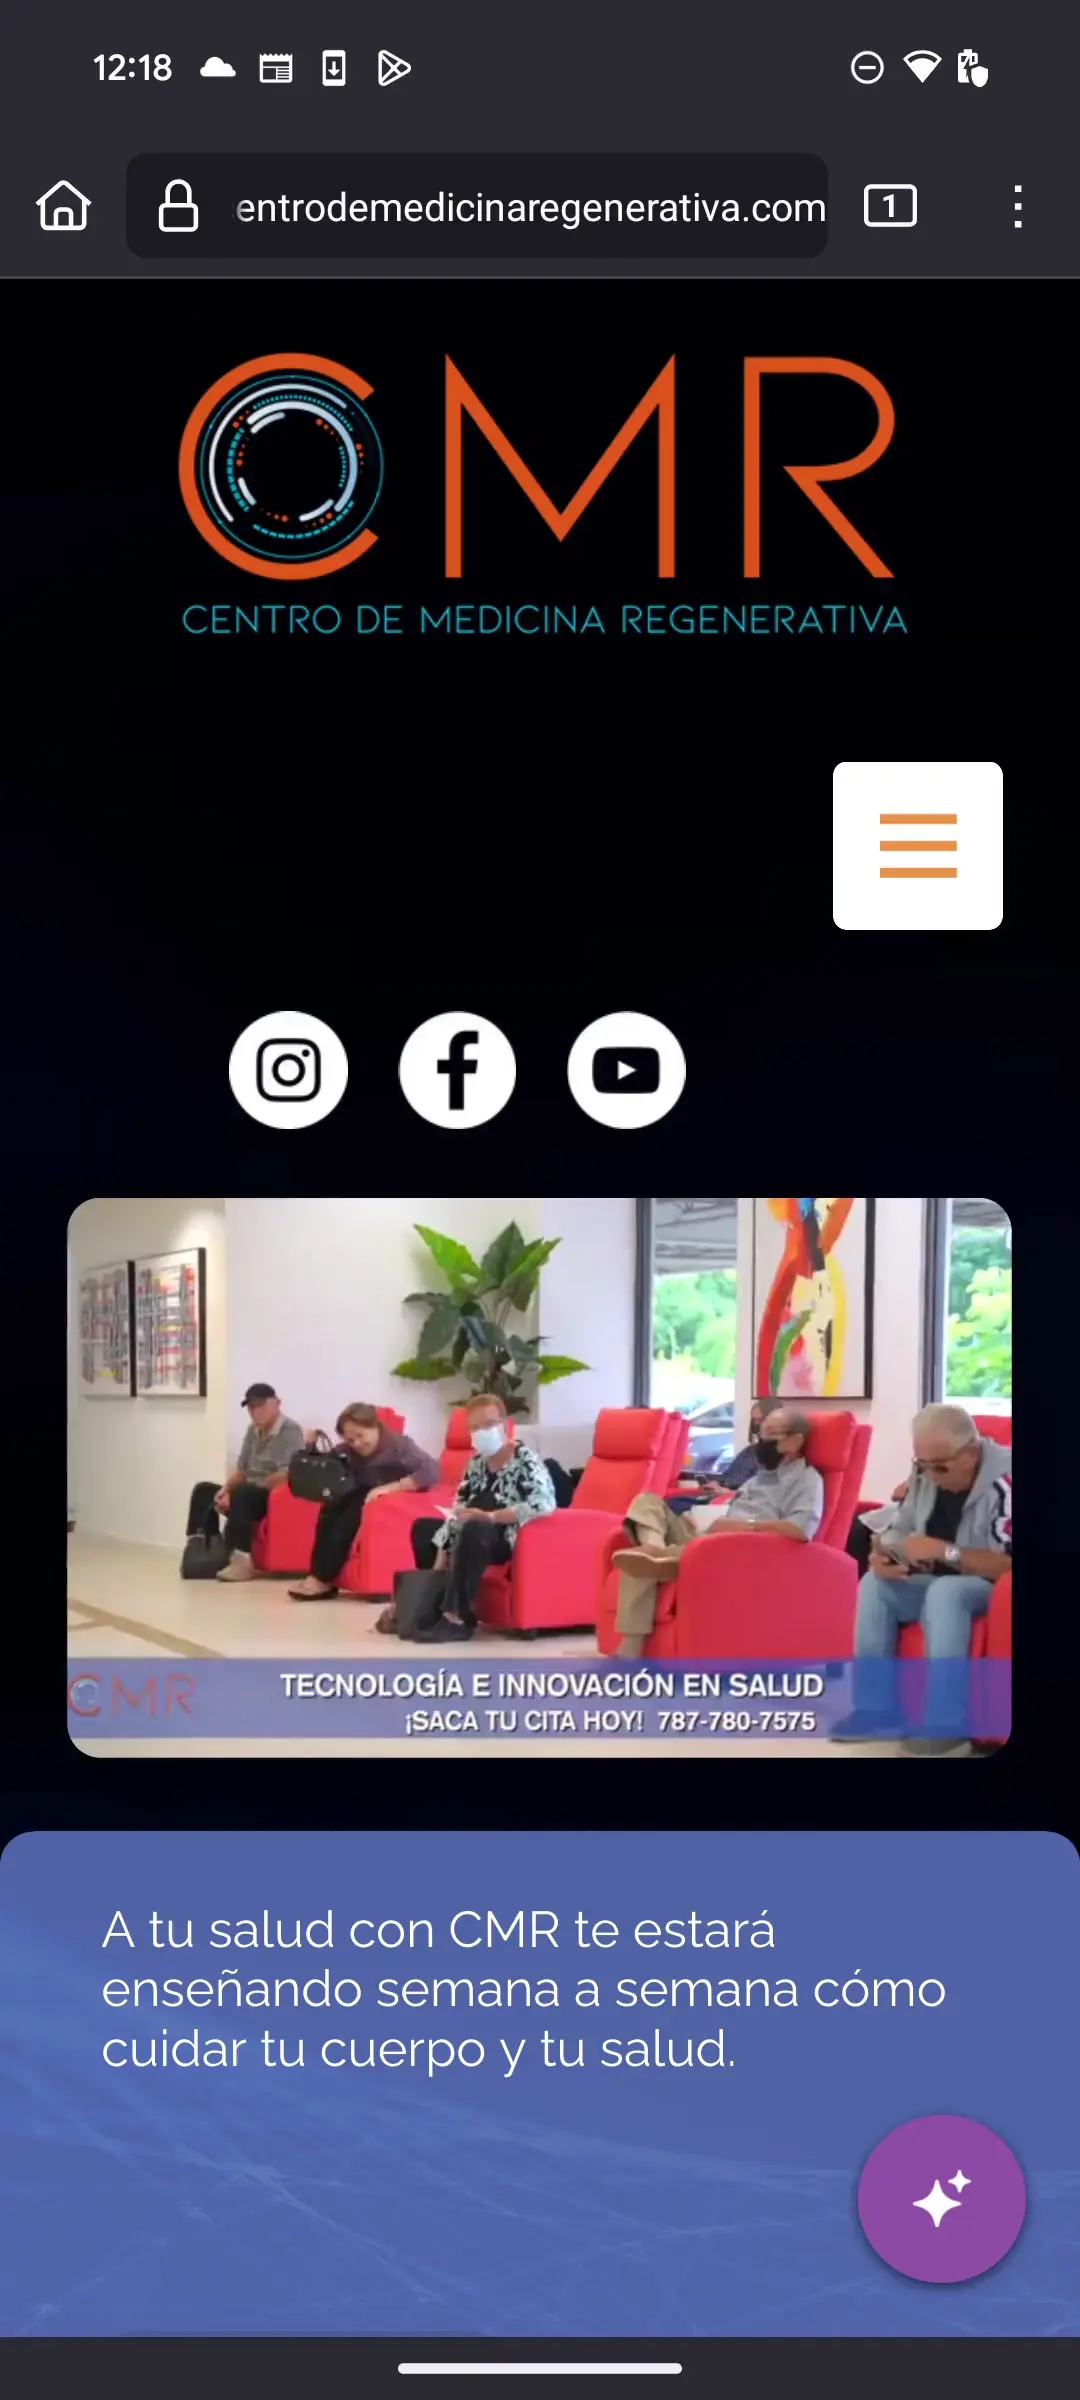 12:18
entrodemedicinaregenerativa.com
1
CMR
CENTRO DE MEDICINA REGENERATIVA
CMR
TECNOLOGÍA E INNOVACIÓN EN SALUD
¡SACA TU CITA HOY! 787-780-7575
A tu salud con CMR te estará
enseñando semana a semana cómo
cuidar tu cuerpo y tu salud.